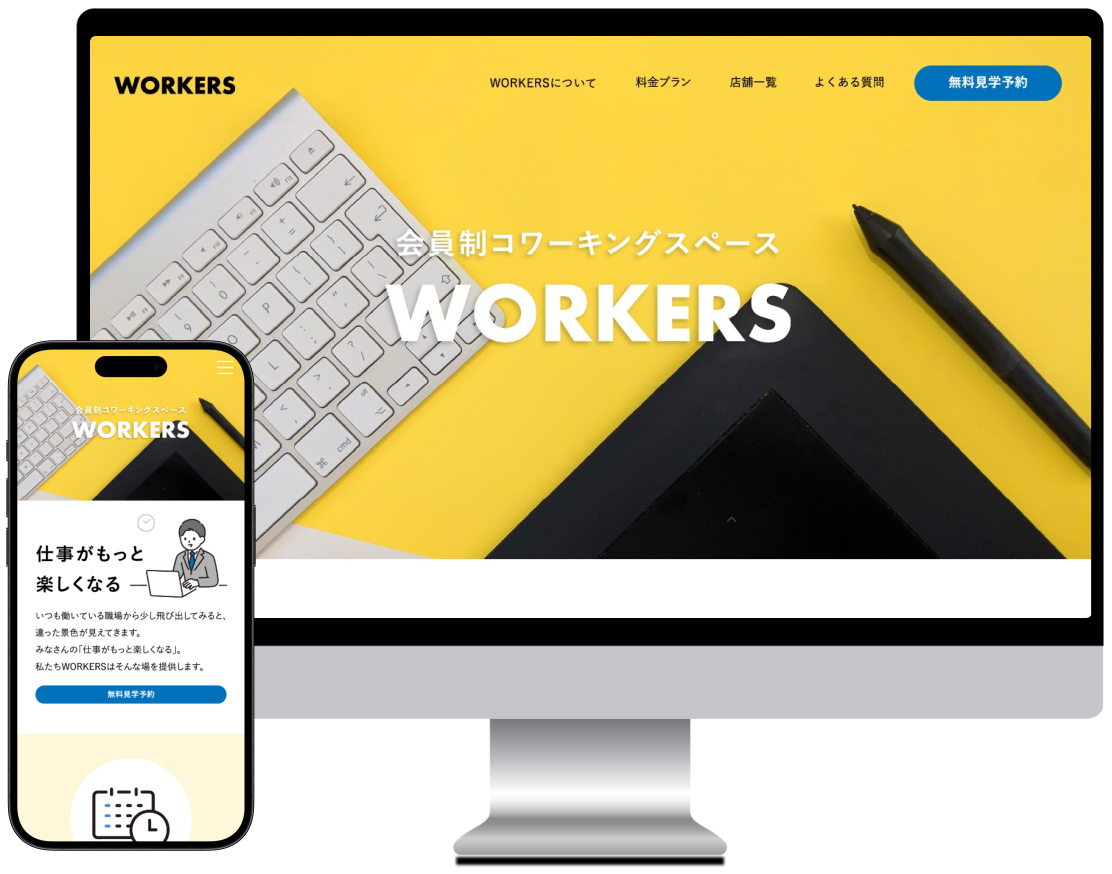 WORKERS
WORKERSについて
料金プラン
店舗一覧
よくある質問
無料見学予約
会員制コワーキングスペース
WORKERS
cmd
会員制コワーキングスペース
WORKERS
仕事がもっと
楽しくなる
いつも働いている職場から少し飛び出してみると、
違った景色が見えてきます。
みなさんの「仕事がもっと楽しくなる」。
私たちWORKERSはそんな場を提供します。
無料見学予約